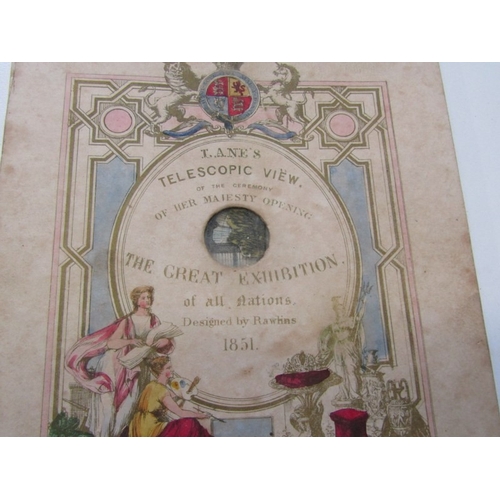 LANE'S
TELESCOPIC VIEW,
OF THE CEREMONY
OF HER MAJESTY OPENING
THE GREAT EXHIBITION,
of all Nations,
Designed by Rawlins
1851.